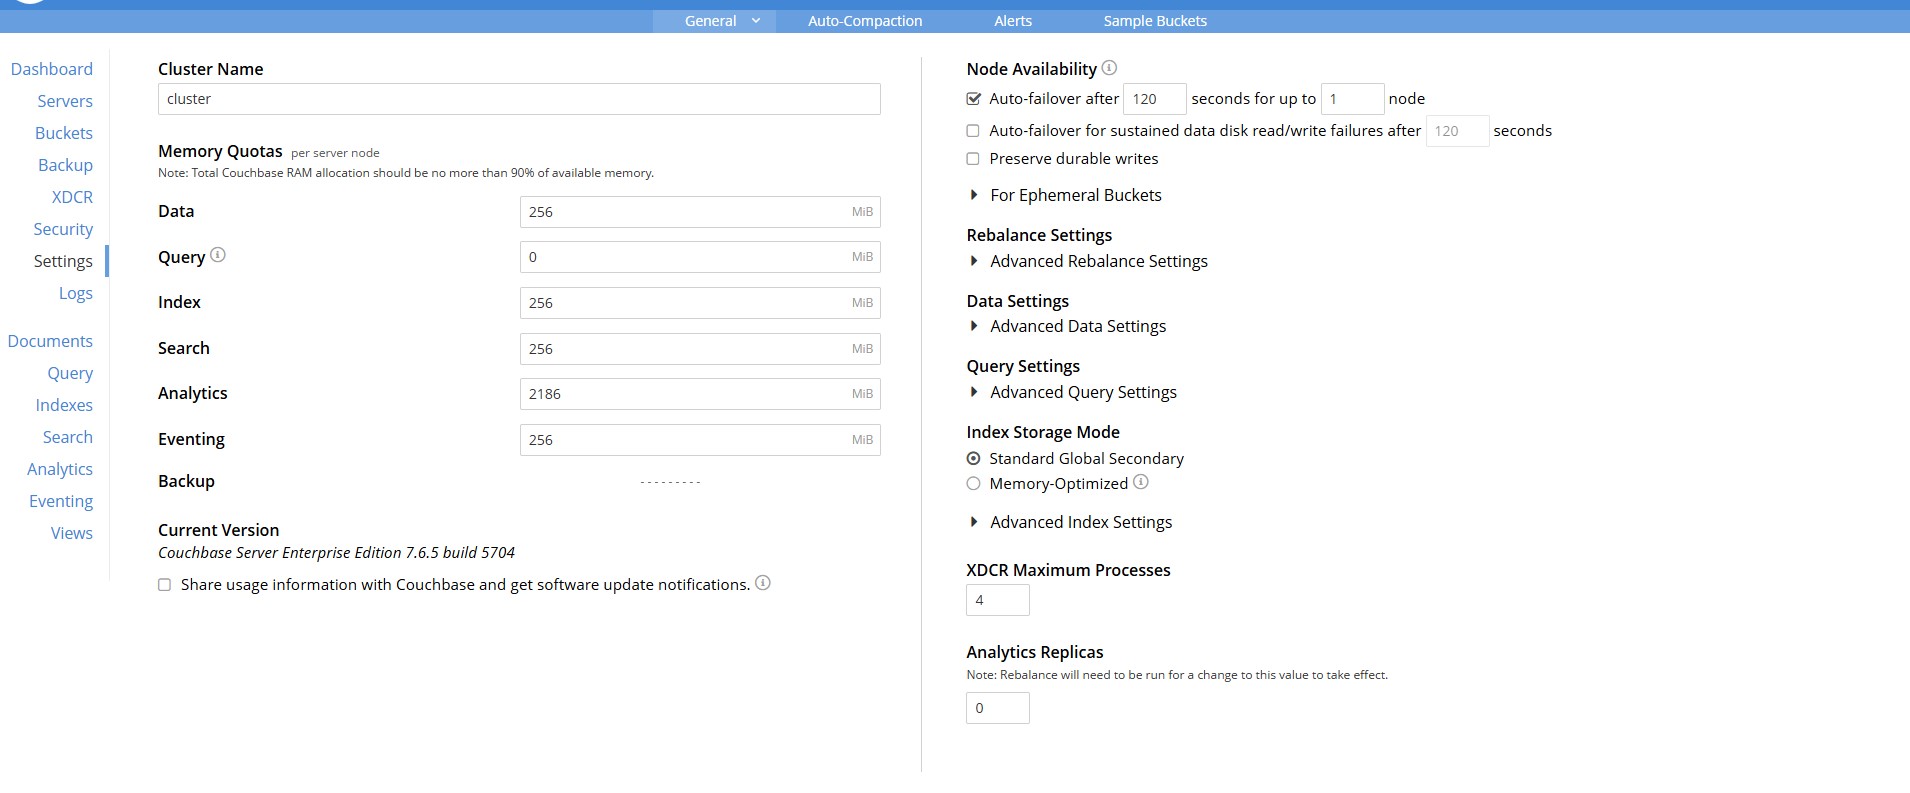 General Auto-Compaction Alerts Sample Buckets
Dashboard
Servers
Buckets
Backup
XDCR
Security
Settings
Logs
Documents
Query
Indexes
Search
Analytics
Eventing
Views
Cluster Name
cluster
Memory Quotas per server node
Note: Total Couchbase RAM allocation should be no more than 90% of available memory.
Data 256 MiB
Query 0 MiB
Index 256 MiB
Search 256 MiB
Analytics 2186 MiB
Eventing 256 MiB
Backup ---------
Current Version
Couchbase Server Enterprise Edition 7.6.5 build 5704
Share usage information with Couchbase and get software update notifications.
Node Availability
Auto-failover after 120 seconds for up to 1 node
Auto-failover for sustained data disk read/write failures after 120 seconds
Preserve durable writes
For Ephemeral Buckets
Rebalance Settings
Advanced Rebalance Settings
Data Settings
Advanced Data Settings
Query Settings
Advanced Query Settings
Index Storage Mode
Standard Global Secondary
Memory-Optimized
Advanced Index Settings
XDCR Maximum Processes
4
Analytics Replicas
Note: Rebalance will need to be run for a change to this value to take effect.
0